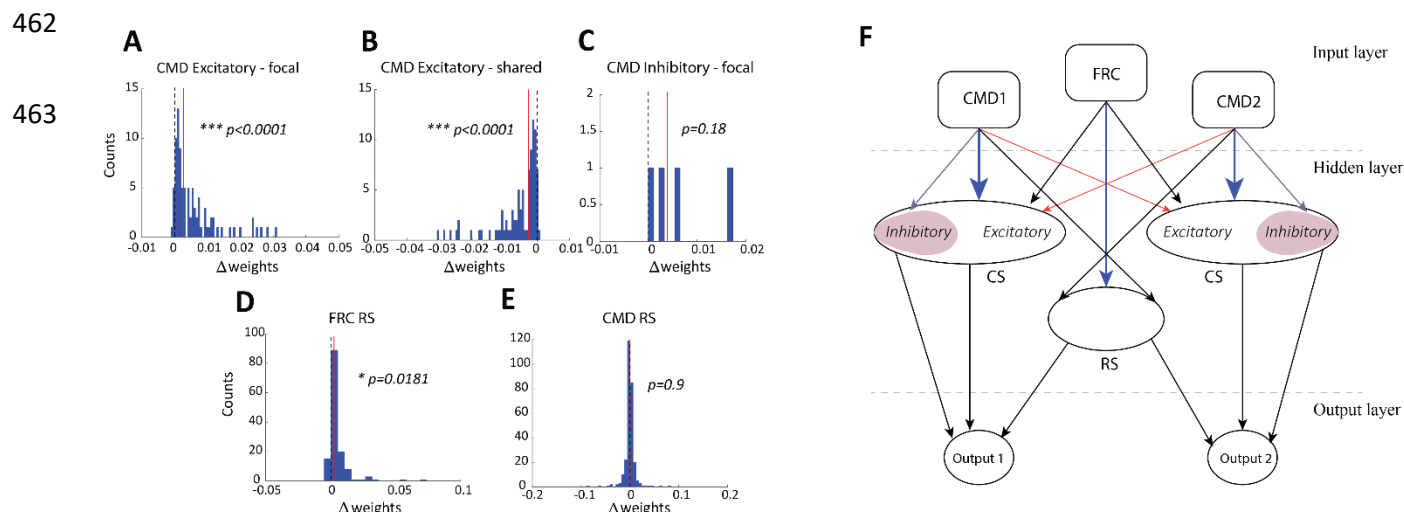 462
463
A
CMD Excitatory - focal
15
10
5
0
Counts
*** p<0.0001
-0.01 0 0.01 0.02 0.03 0.04 0.05
Δweights
B
CMD Excitatory - shared
15
10
5
0
*** p<0.0001
-0.04 -0.03 -0.02 -0.01 0 0.01
Δweights
C
CMD Inhibitory - focal
2
1.5
1
0.5
0
p=0.18
-0.01 0 0.01 0.02
Δweights
D
FRC RS
100
80
60
40
20
0
Counts
* p=0.0181
-0.05 0 0.05 0.1
Δweights
E
CMD RS
120
100
80
60
40
20
0
p=0.9
-0.2 -0.1 0 0.1 0.2
Δweights
F
Input layer
CMD1
FRC
CMD2
Hidden layer
Inhibitory Excitatory
Excitatory Inhibitory
CS
CS
RS
Output layer
Output 1
Output 2